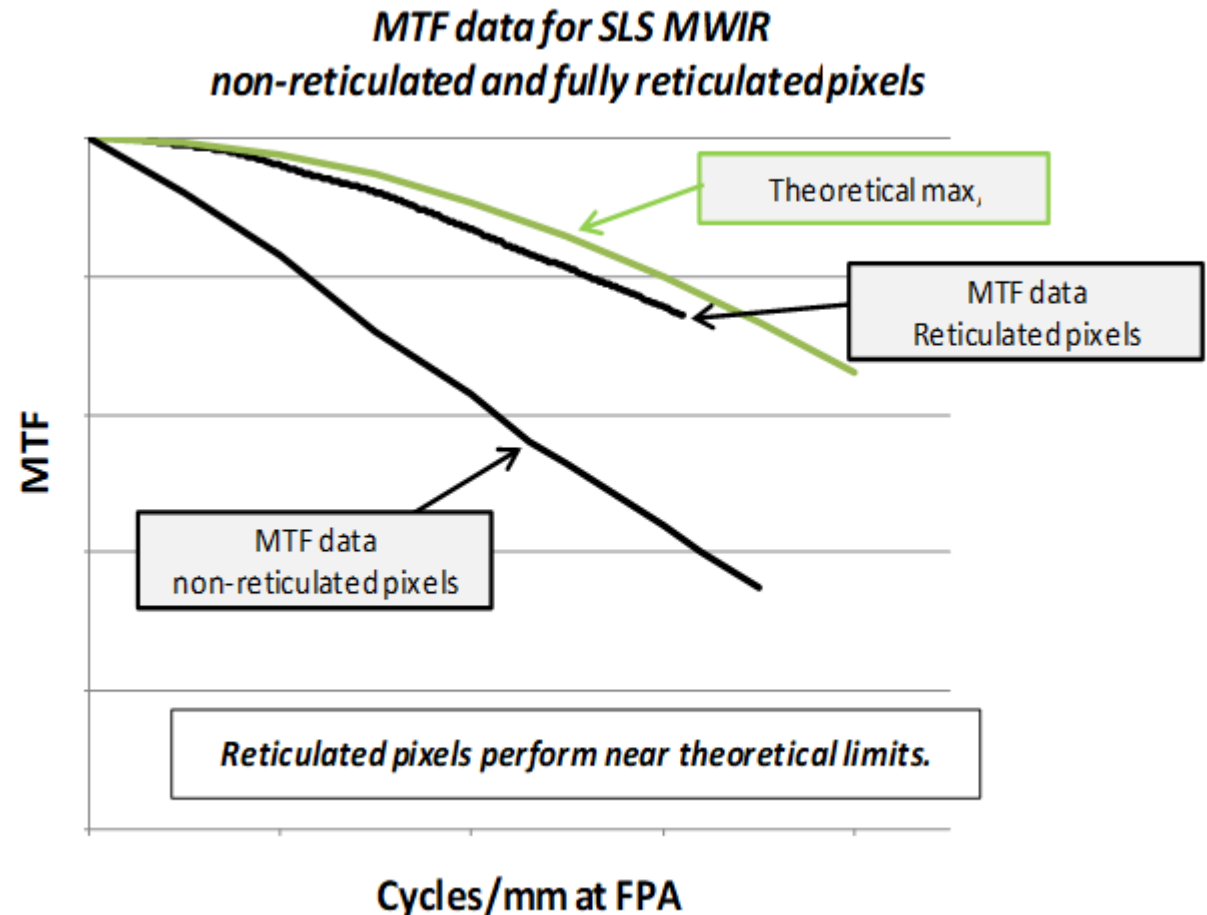 MTF data for SLS MWIR
non-reticulated and fully reticulated pixels
Theoretical max,
MTF data
Reticulated pixels
MTF
MTF data
non-reticulated pixels
Reticulated pixels perform near theoretical limits.
Cycles/mm at FPA